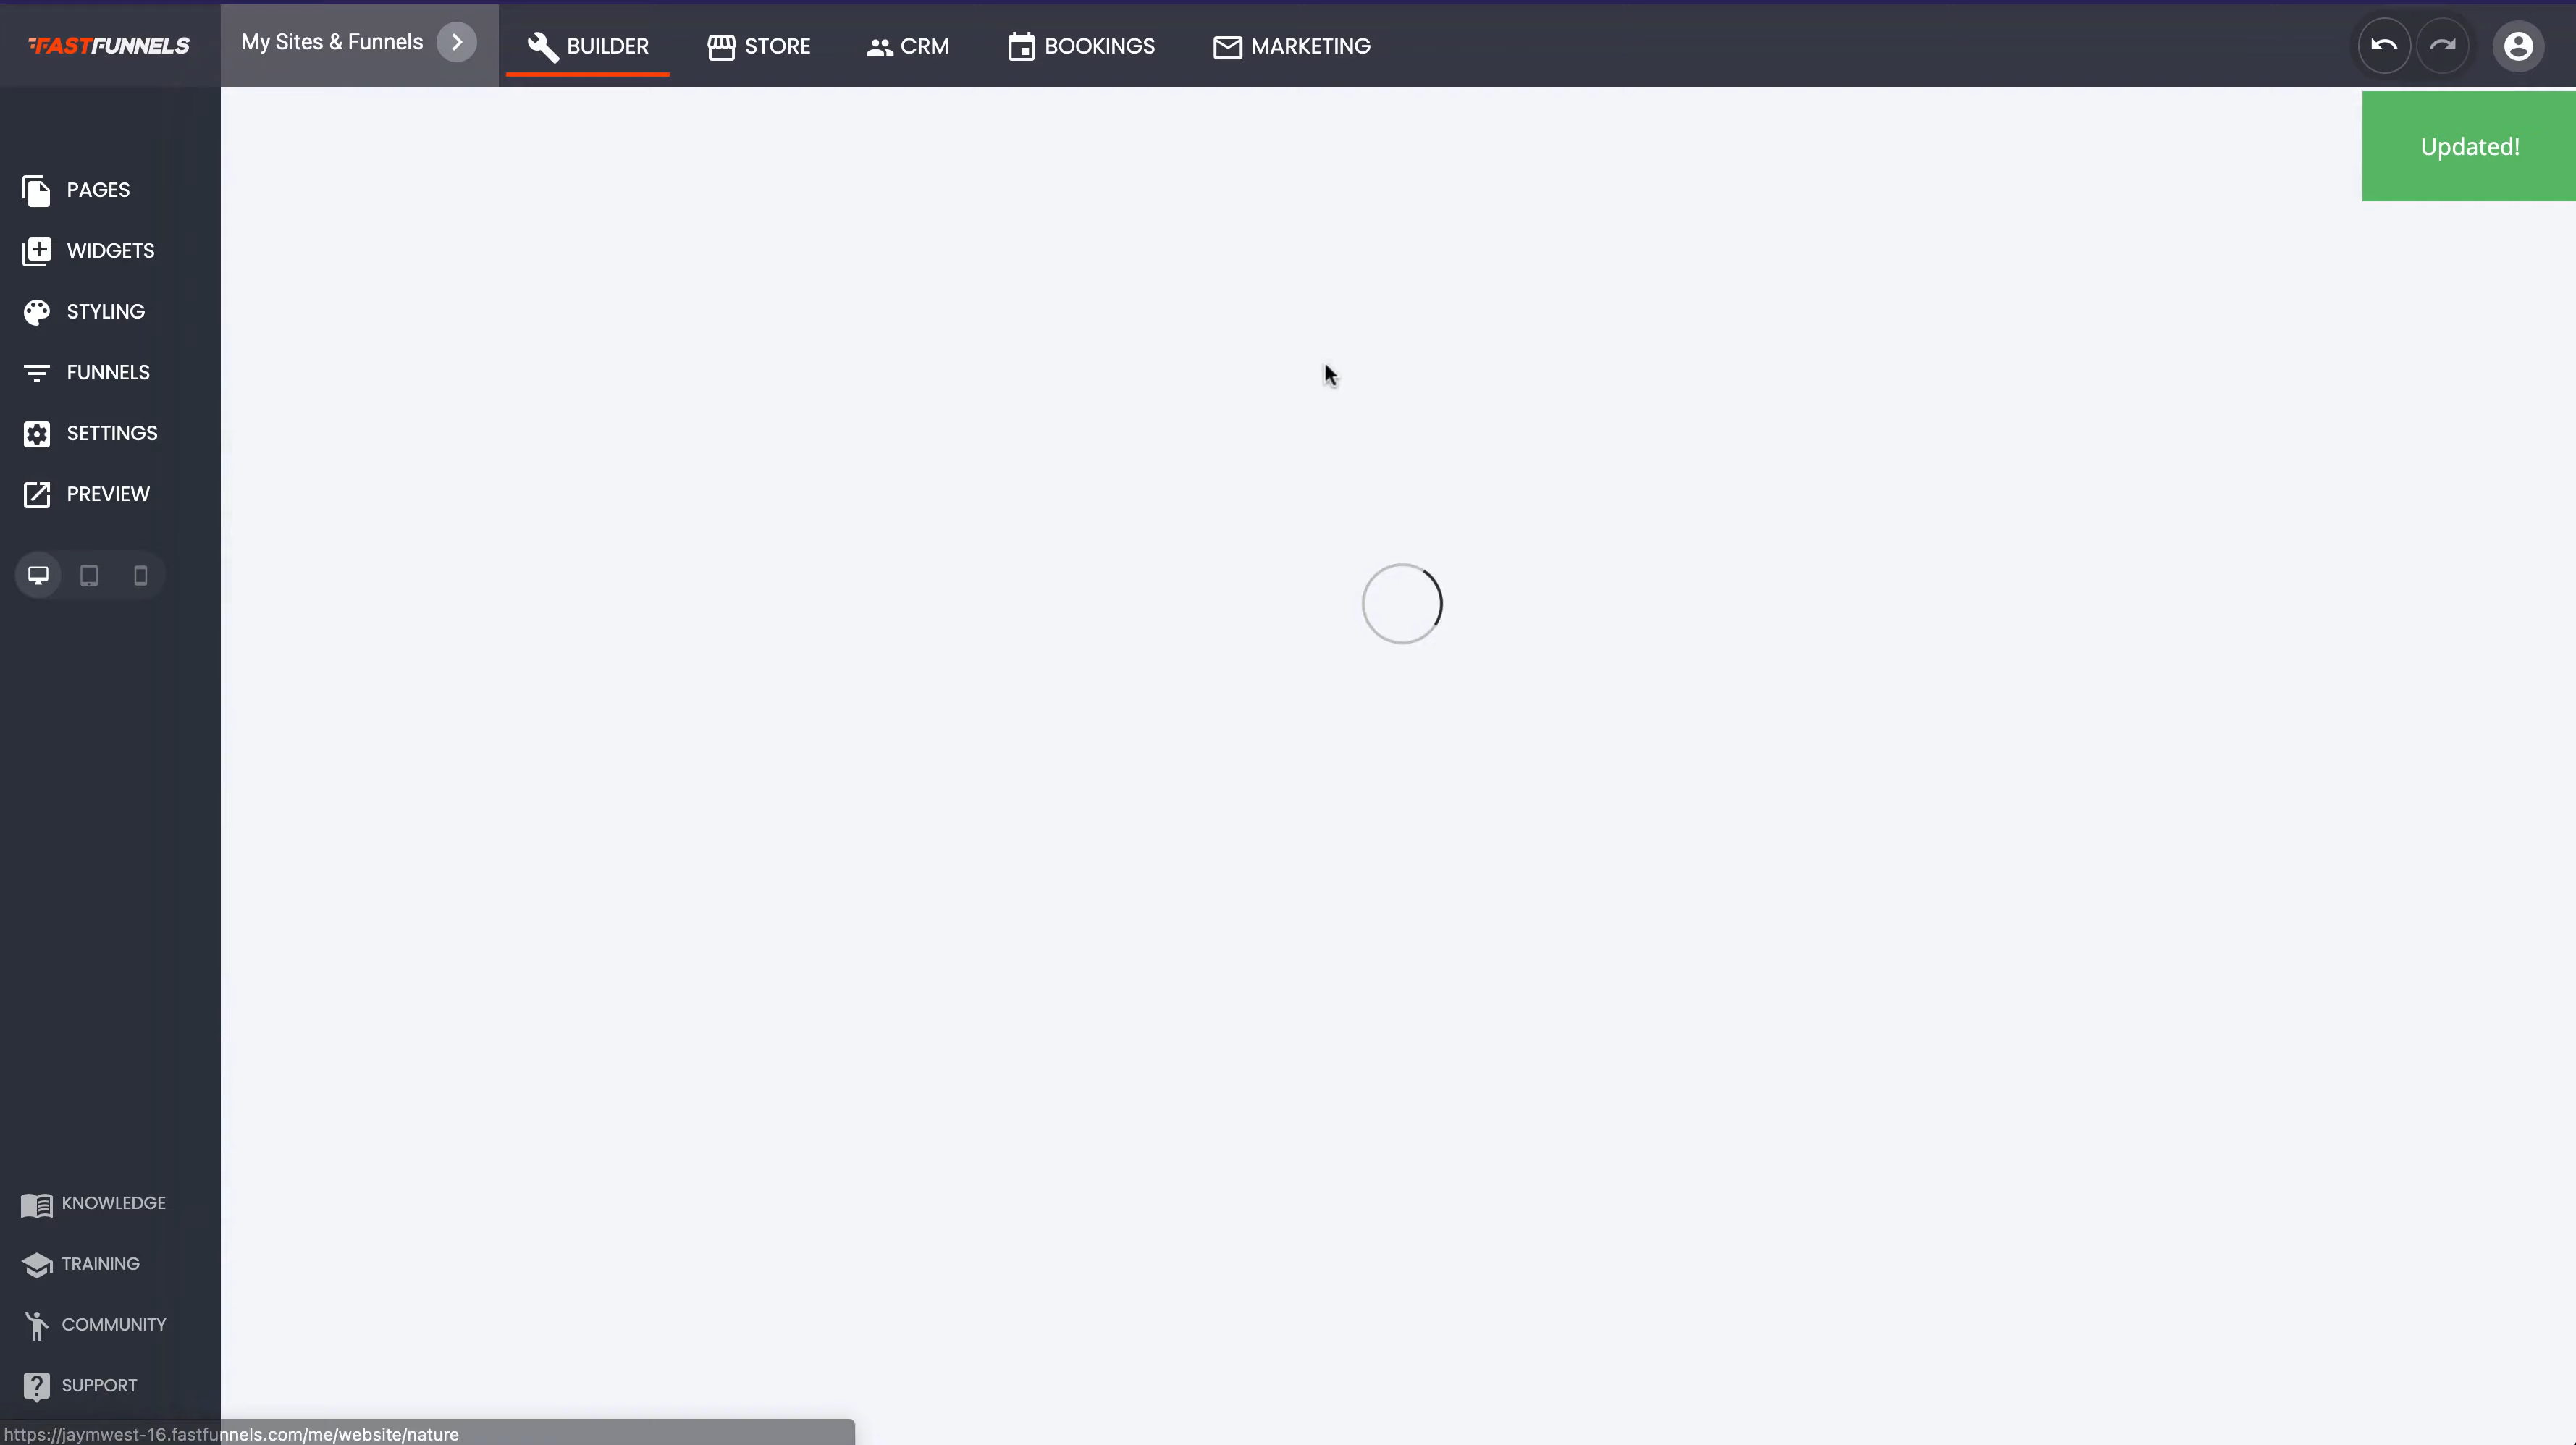 FASTFUNNELS
My Sites & Funnels
BUILDER
STORE
CRM
BOOKINGS
MARKETING
Updated!
PAGES
WIDGETS
STYLING
FUNNELS
SETTINGS
PREVIEW
KNOWLEDGE
TRAINING
COMMUNITY
SUPPORT
https://jaymwest-16.fastfunnels.com/me/website/nature